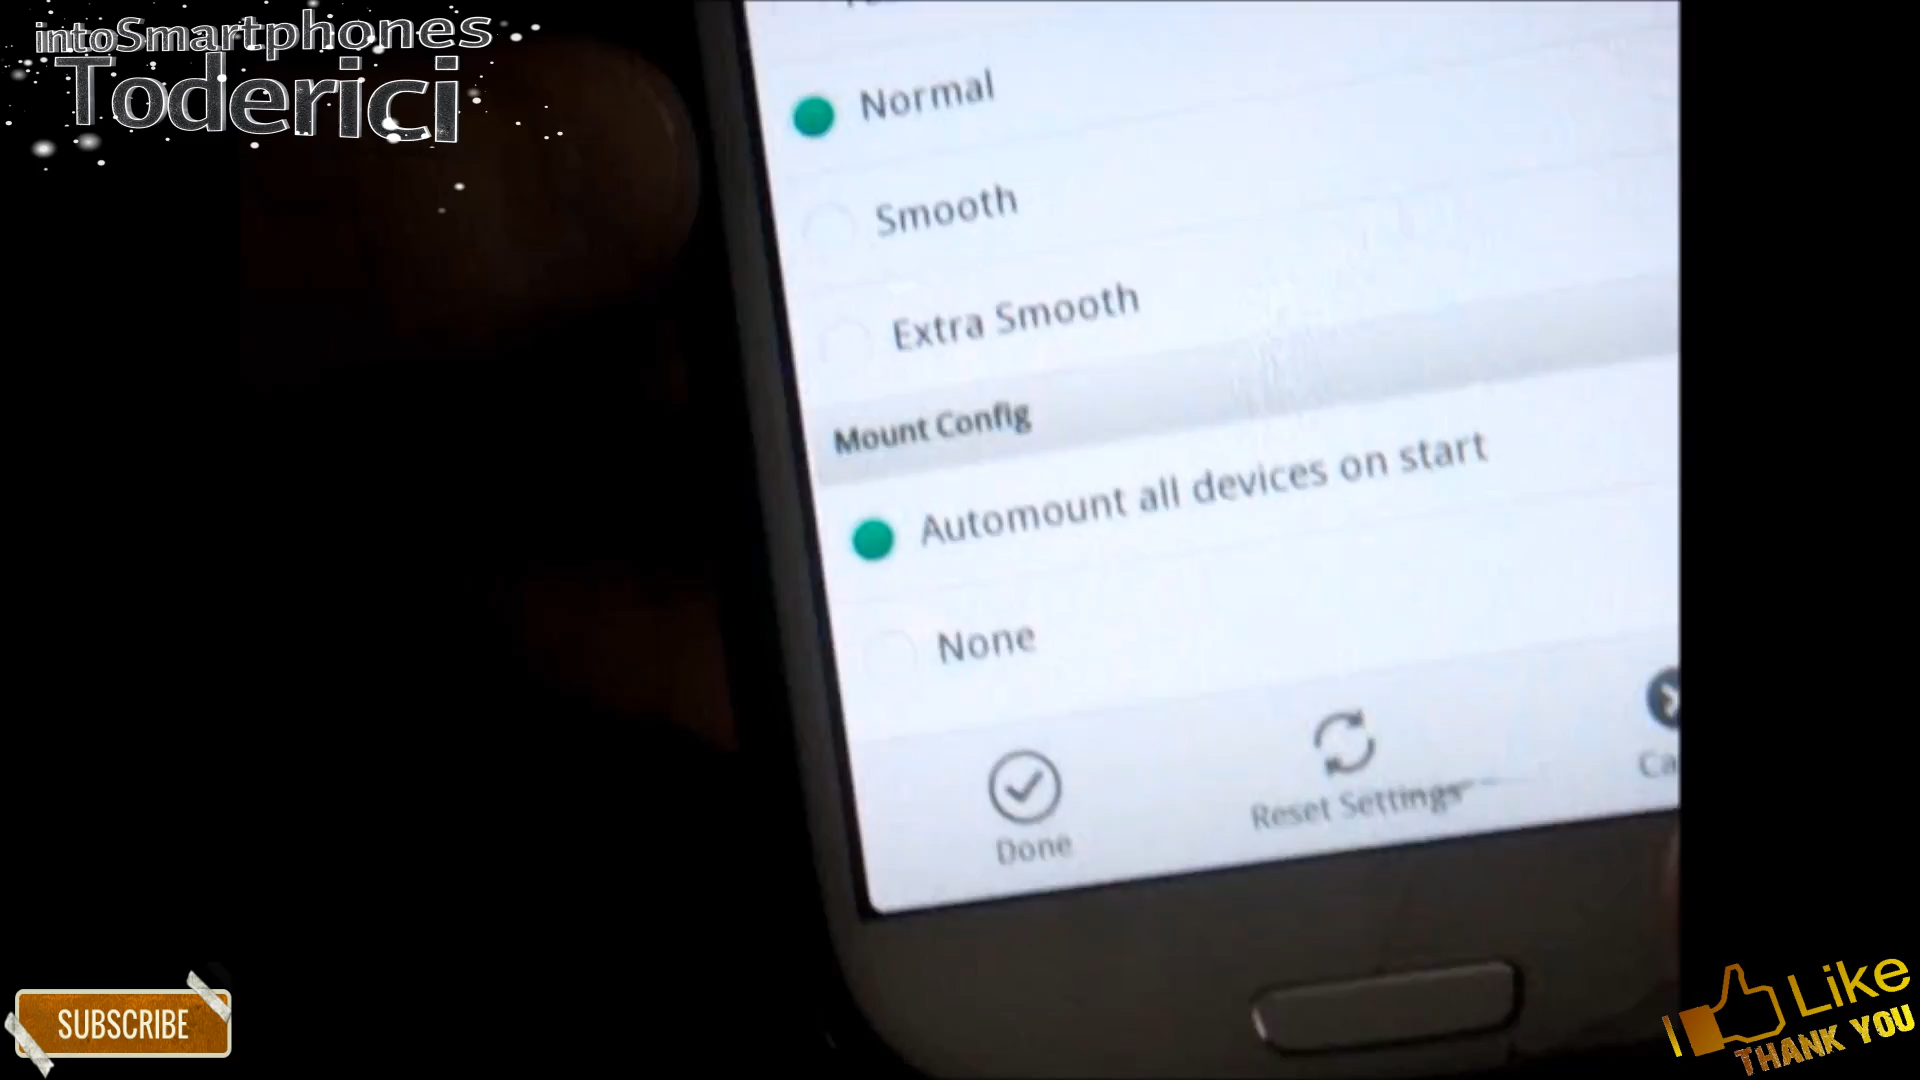 intoSmartphones
Toderici
Normal
Smooth
Extra Smooth
Mount Config
Automount all devices on start
None
Done
Reset Settings
SUBSCRIBE
Like
THANK YOU